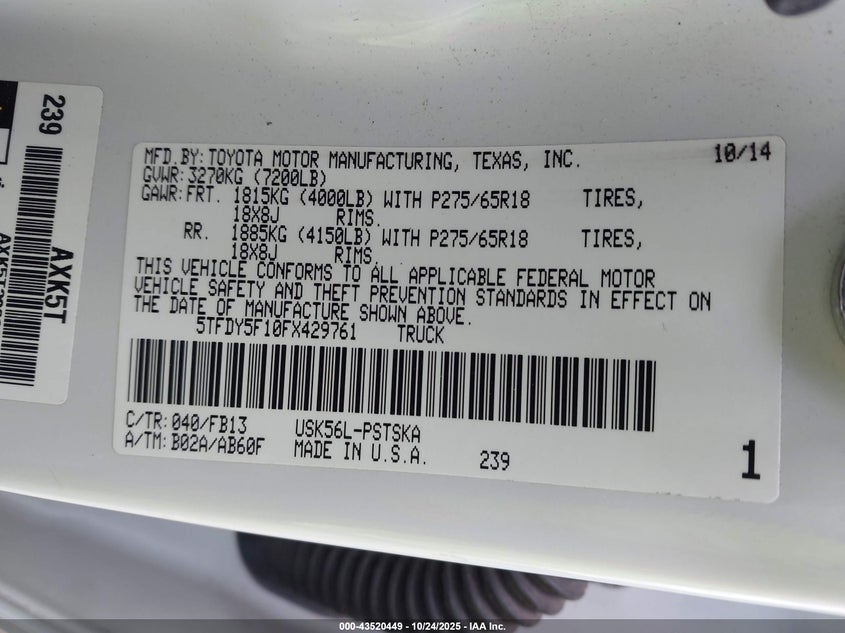 239
AXK5T
MFD.BY:TOYOTA MOTOR MANUFACTURING, TEXAS, INC. 10/14
GVWR:3270KG (7200LB)
GAWR:FRT. 1815KG (4000LB) WITH P275/65R18 TIRES,
18X8J RIMS.
RR. 1885KG (4150LB) WITH P275/65R18 TIRES,
18X8J RIMS.
THIS VEHICLE CONFORMS TO ALL APPLICABLE FEDERAL MOTOR
VEHICLE SAFETY AND THEFT PREVENTION STANDARDS IN EFFECT ON
THE DATE OF MANUFACTURE SHOWN ABOVE.
5TFDY5F10FX429761 TRUCK
C/TR:040/FB13 USK56L-PSTSKA
A/TM:B02A/AB60F MADE IN U.S.A. 239
1
000-43520449 - 10/24/2025 - IAA Inc.